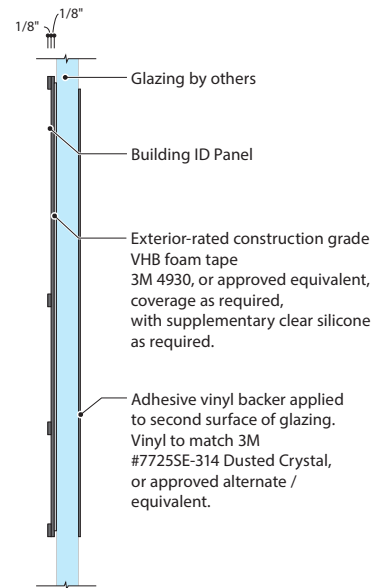 1/8"
1/8"
Glazing by others
Building ID Panel
Exterior-rated construction grade
VHB foam tape
3M 4930, or approved equivalent,
coverage as required,
with supplementary clear silicone
as required.
Adhesive vinyl backer applied
to second surface of glazing.
Vinyl to match 3M
#7725SE-314 Dusted Crystal,
or approved alternate /
equivalent.